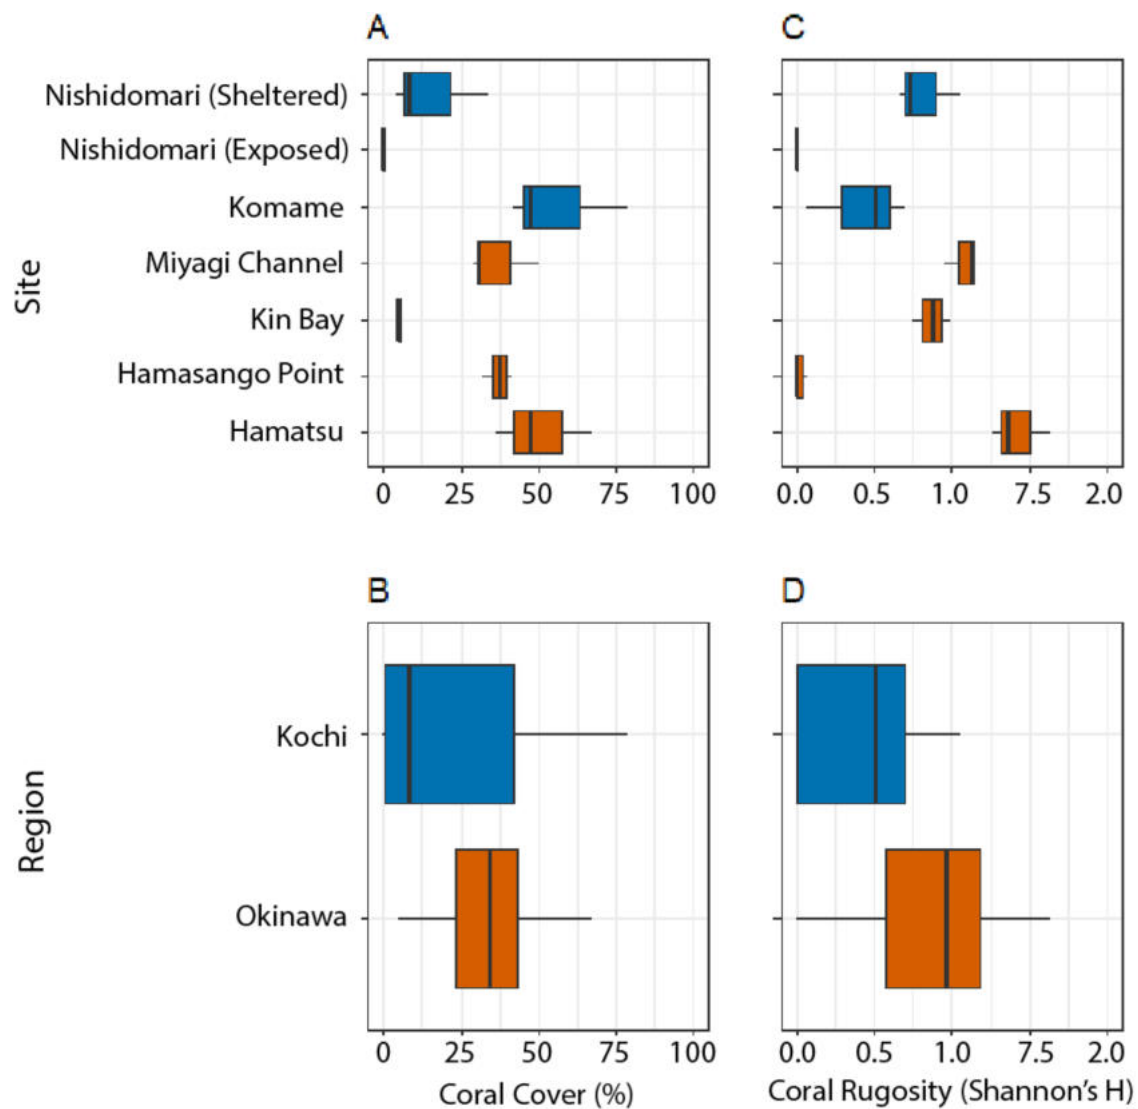 A
C
Nishidomari (Sheltered)
Nishidomari (Exposed)
Komame
Miyagi Channel
Kin Bay
Hamasango Point
Hamatsu
Site
0 25 50 75 100
0.0 0.5 1.0 7.5 2.0
B
D
Kochi
Okinawa
Region
0 25 50 75 100
0.0 0.5 1.0 7.5 2.0
Coral Cover (%)
Coral Rugosity (Shannon's H)